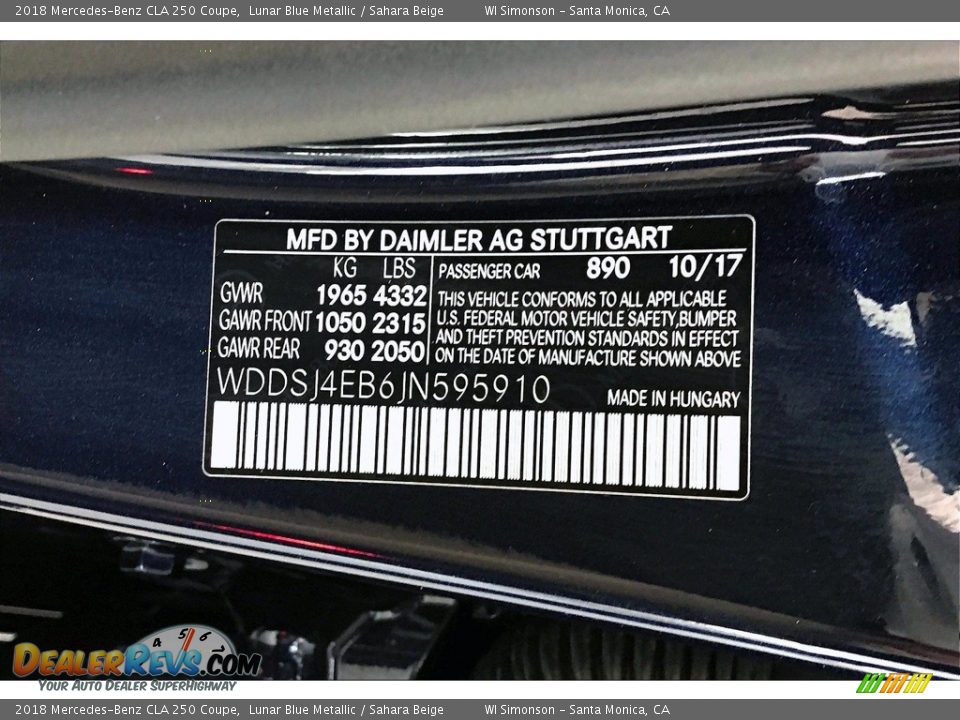 2018 Mercedes-Benz CLA 250 Coupe, Lunar Blue Metallic / Sahara Beige WI Simonson - Santa Monica, CA
MFD BY DAIMLER AG STUTTGART
KG LBS
GVWR 1965 4332
GAWR FRONT 1050 2315
GAWR REAR 930 2050
PASSENGER CAR 890 10/17
THIS VEHICLE CONFORMS TO ALL APPLICABLE
U.S. FEDERAL MOTOR VEHICLE SAFETY, BUMPER
AND THEFT PREVENTION STANDARDS IN EFFECT
ON THE DATE OF MANUFACTURE SHOWN ABOVE
WDDSJ4EB6JN595910
MADE IN HUNGARY
4 5 6
DEALERREVS.COM
YOUR AUTO DEALER SUPERHIGHWAY
2018 Mercedes-Benz CLA 250 Coupe, Lunar Blue Metallic / Sahara Beige WI Simonson - Santa Monica, CA